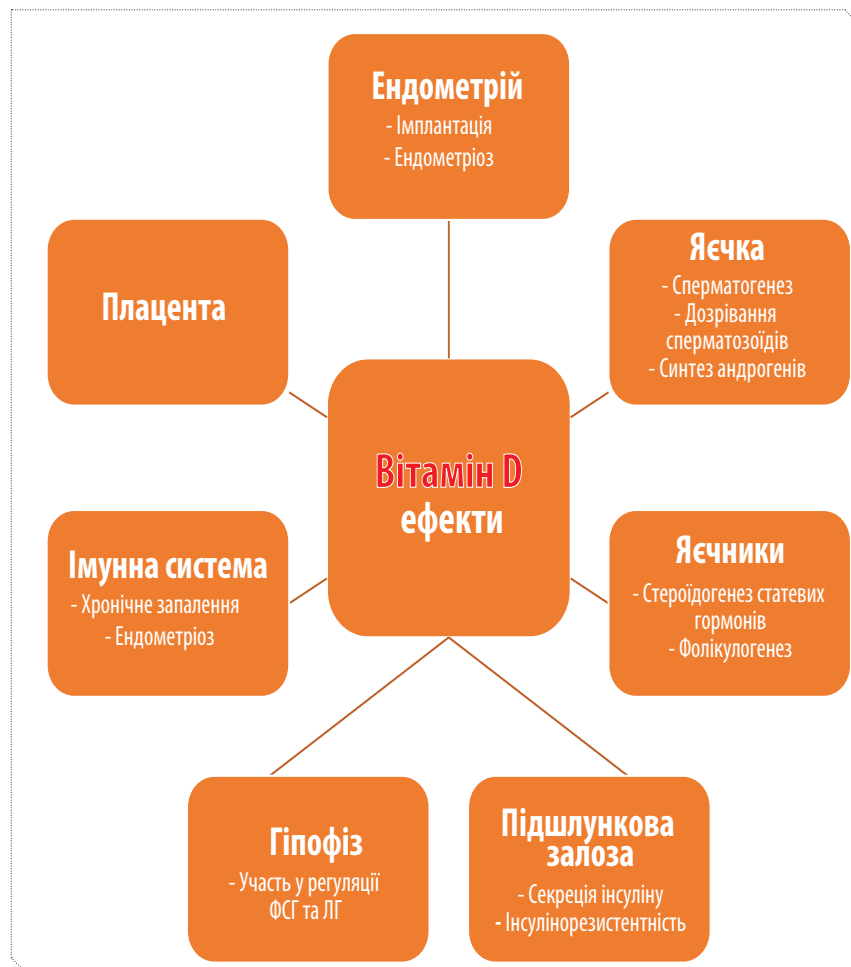 Ендометрій
- Імплантація
- Ендометріоз
Плацента
Яєчка
- Сперматогенез
- Дозрівання
сперматозоїдів
- Синтез андрогенів
Вітамін D
ефекти
Імунна система
- Хронічне запалення
- Ендометріоз
Яєчники
- Стероїдогенез статевих
гормонів
- Фолікулогенез
Гіпофіз
- Участь у регуляції
ФСГ та ЛГ
Підшлункова
залоза
- Секреція інсуліну
- Інсулінорезистентність